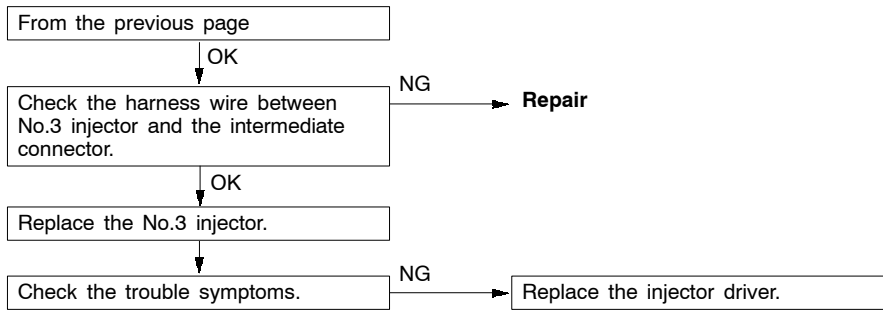 From the previous page
OK
Check the harness wire between
No.3 injector and the intermediate
connector.
NG
Repair
OK
Replace the No.3 injector.
Check the trouble symptoms.
NG
Replace the injector driver.